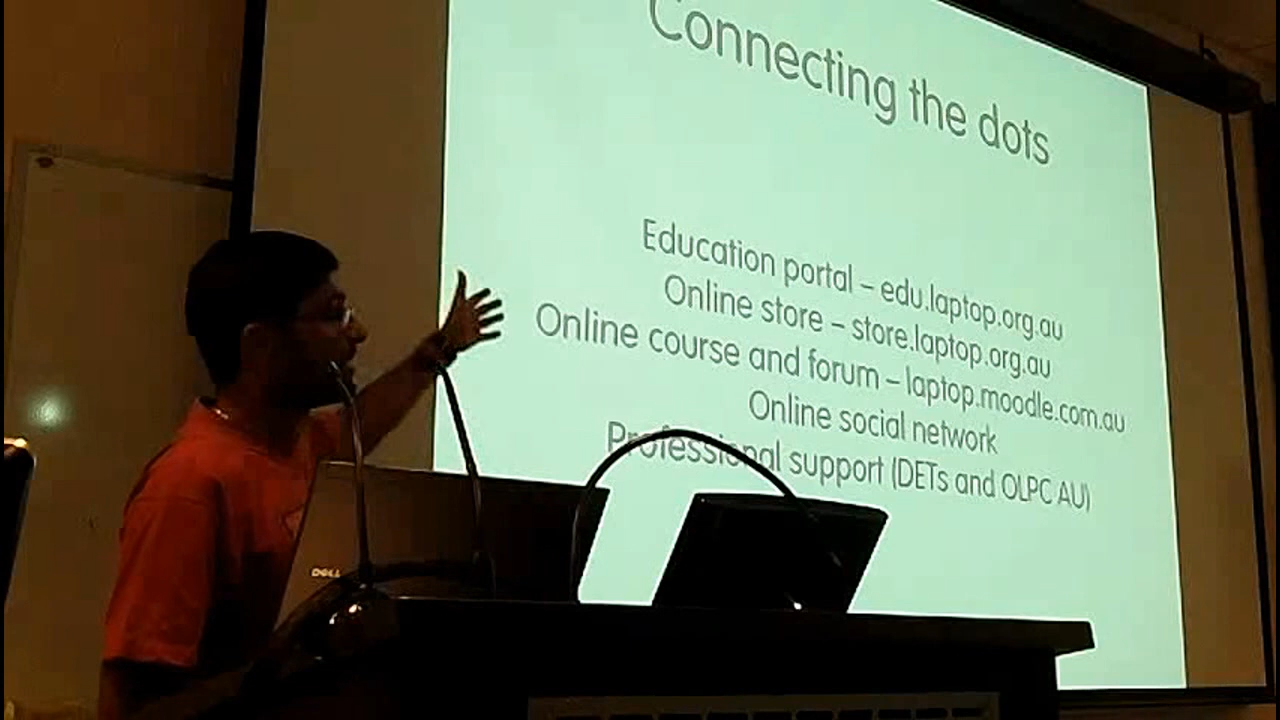 Connecting the dots
Education portal – edu.laptop.org.au
Online store – store.laptop.org.au
Online course and forum – laptop.moodle.com.au
Online social network
Professional support (DETs and OLPC AU)
DELL